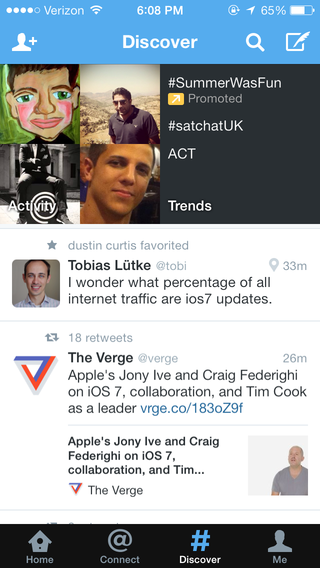 Verizon 6:08 PM 65%
Discover
#SummerWasFun
Promoted
#satchatUK
ACT
Activity
Trends
dustin curtis favorited
Tobias Lütke @tobi 33m
I wonder what percentage of all
internet traffic are ios7 updates.
18 retweets
The Verge @verge 26m
Apple's Jony Ive and Craig Federighi
on iOS 7, collaboration, and Tim Cook
as a leader vrge.co/183oZ9f
Apple's Jony Ive and Craig
Federighi on iOS 7,
collaboration, and Tim...
The Verge
Home Connect Discover Me